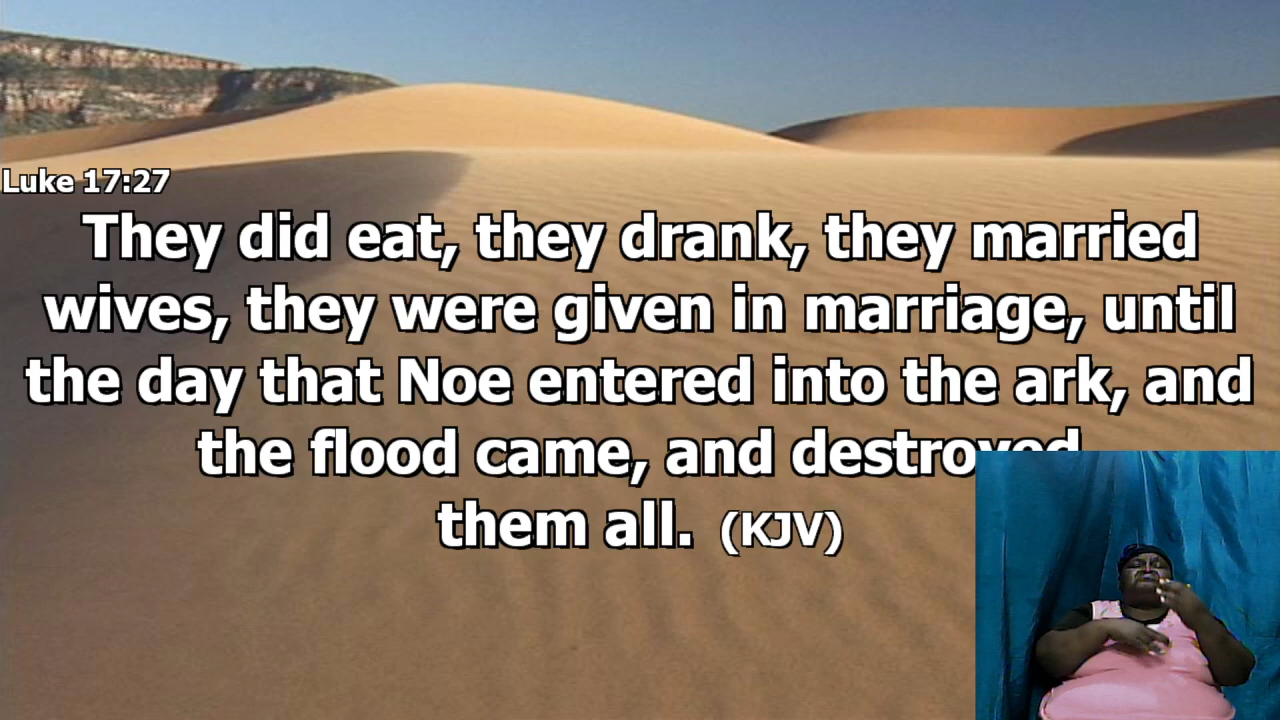 Luke 17:27
They did eat, they drank, they married
wives, they were given in marriage, until
the day that Noe entered into the ark, and
the flood came, and destroyed
them all. (KJV)